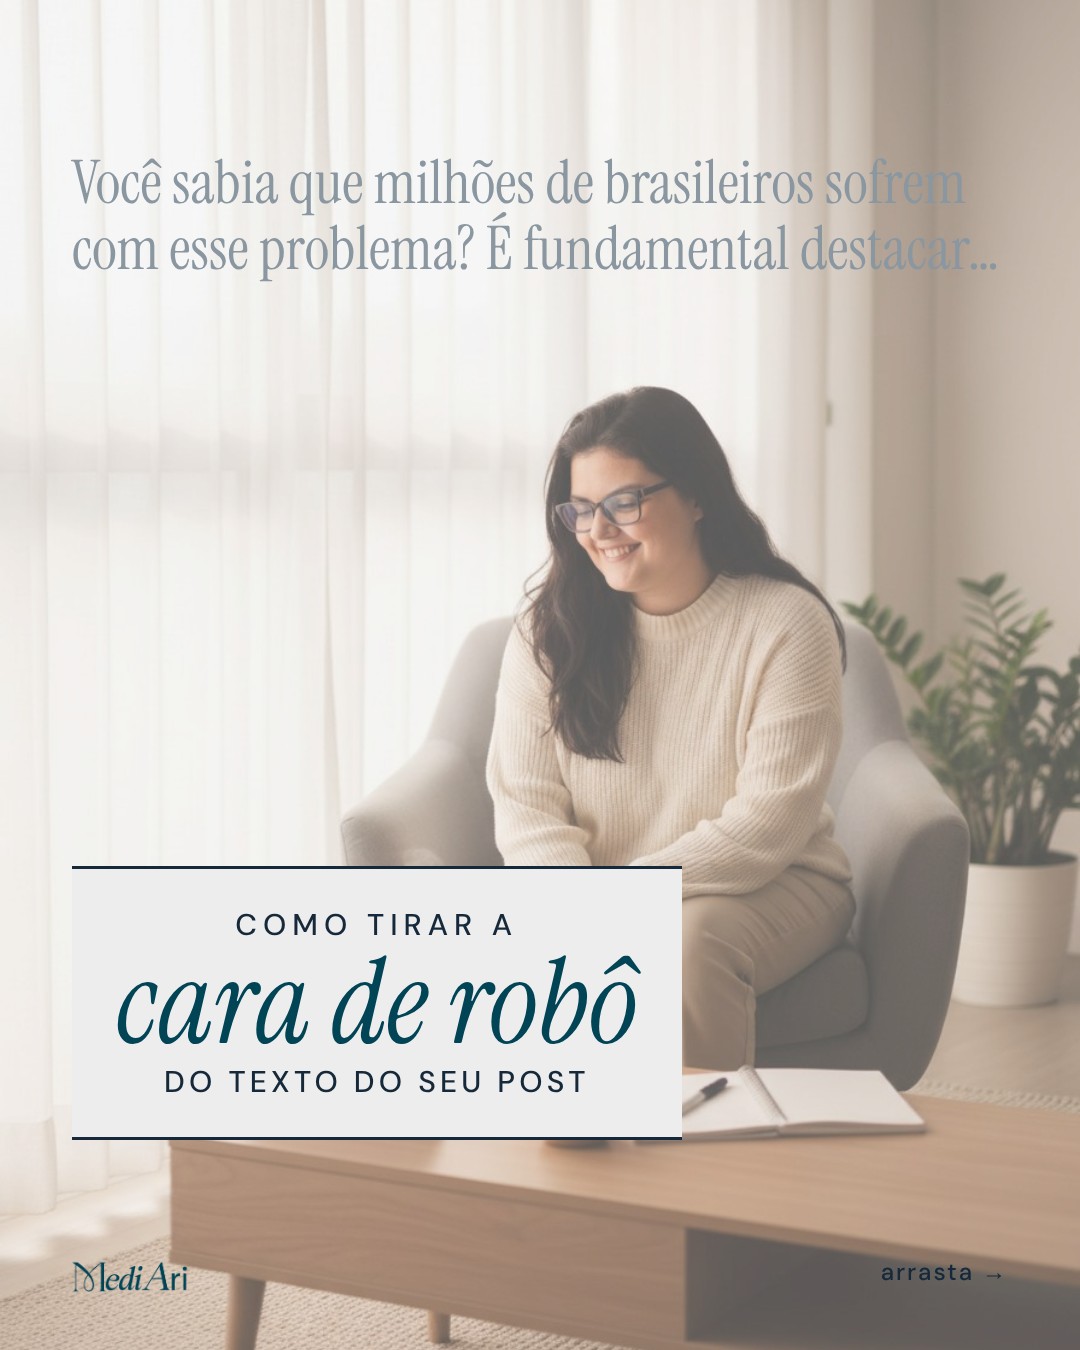 Você sabia que milhões de brasileiros sofrem
com esse problema? É fundamental destacar...
COMO TIRAR A
cara de robô
DO TEXTO DO SEU POST
MediAri
arrasta →